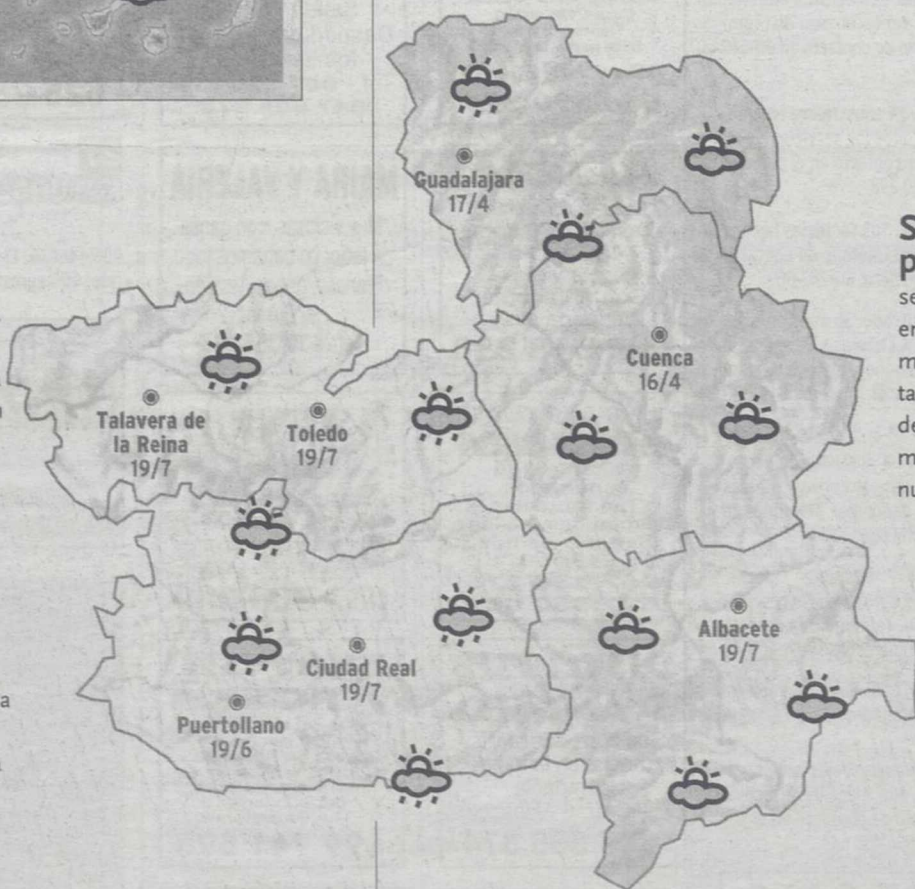 Guadalajara
17/4
Cuenca
16/4
Talavera de
la Reina
19/7
Toledo
19/7
Ciudad Real
19/7
Puertollano
19/6
Albacete
19/7